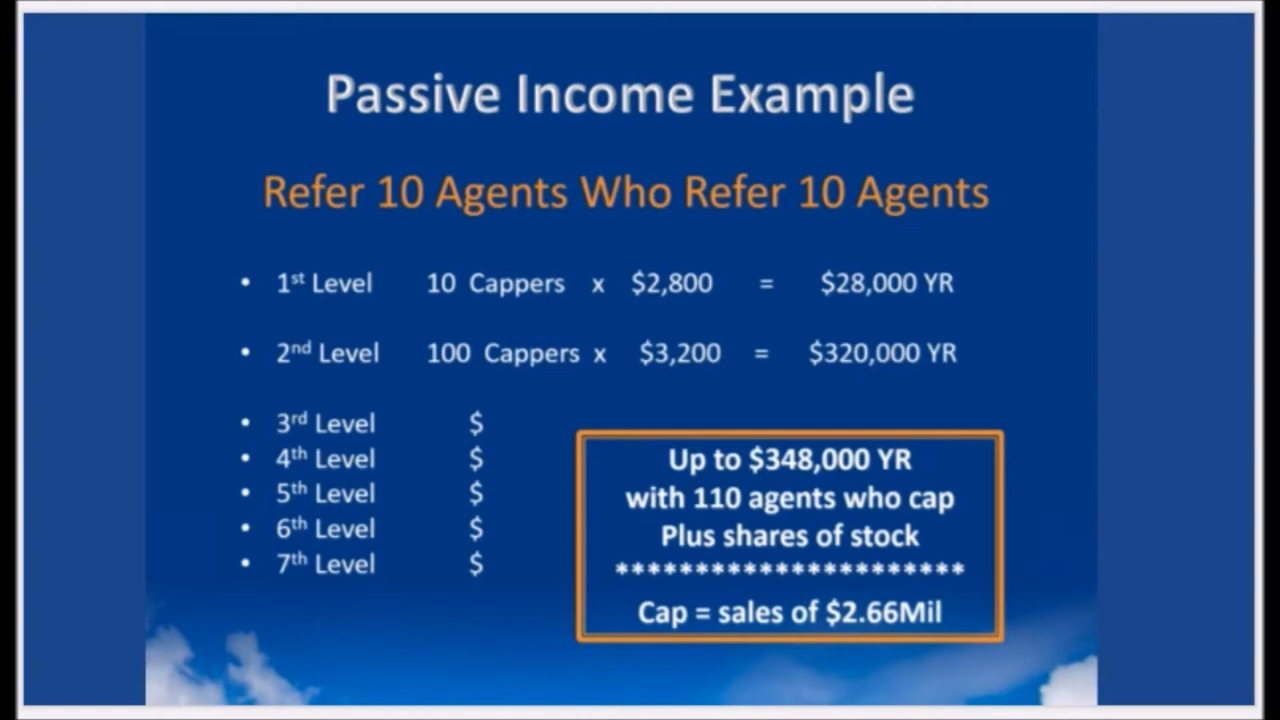 Passive Income Example
Refer 10 Agents Who Refer 10 Agents
• 1st Level 10 Cappers x $2,800 = $28,000 YR
• 2nd Level 100 Cappers x $3,200 = $320,000 YR
• 3rd Level $
• 4th Level $
• 5th Level $
• 6th Level $
• 7th Level $
Up to $348,000 YR
with 110 agents who cap
Plus shares of stock
**********************
Cap = sales of $2.66Mil